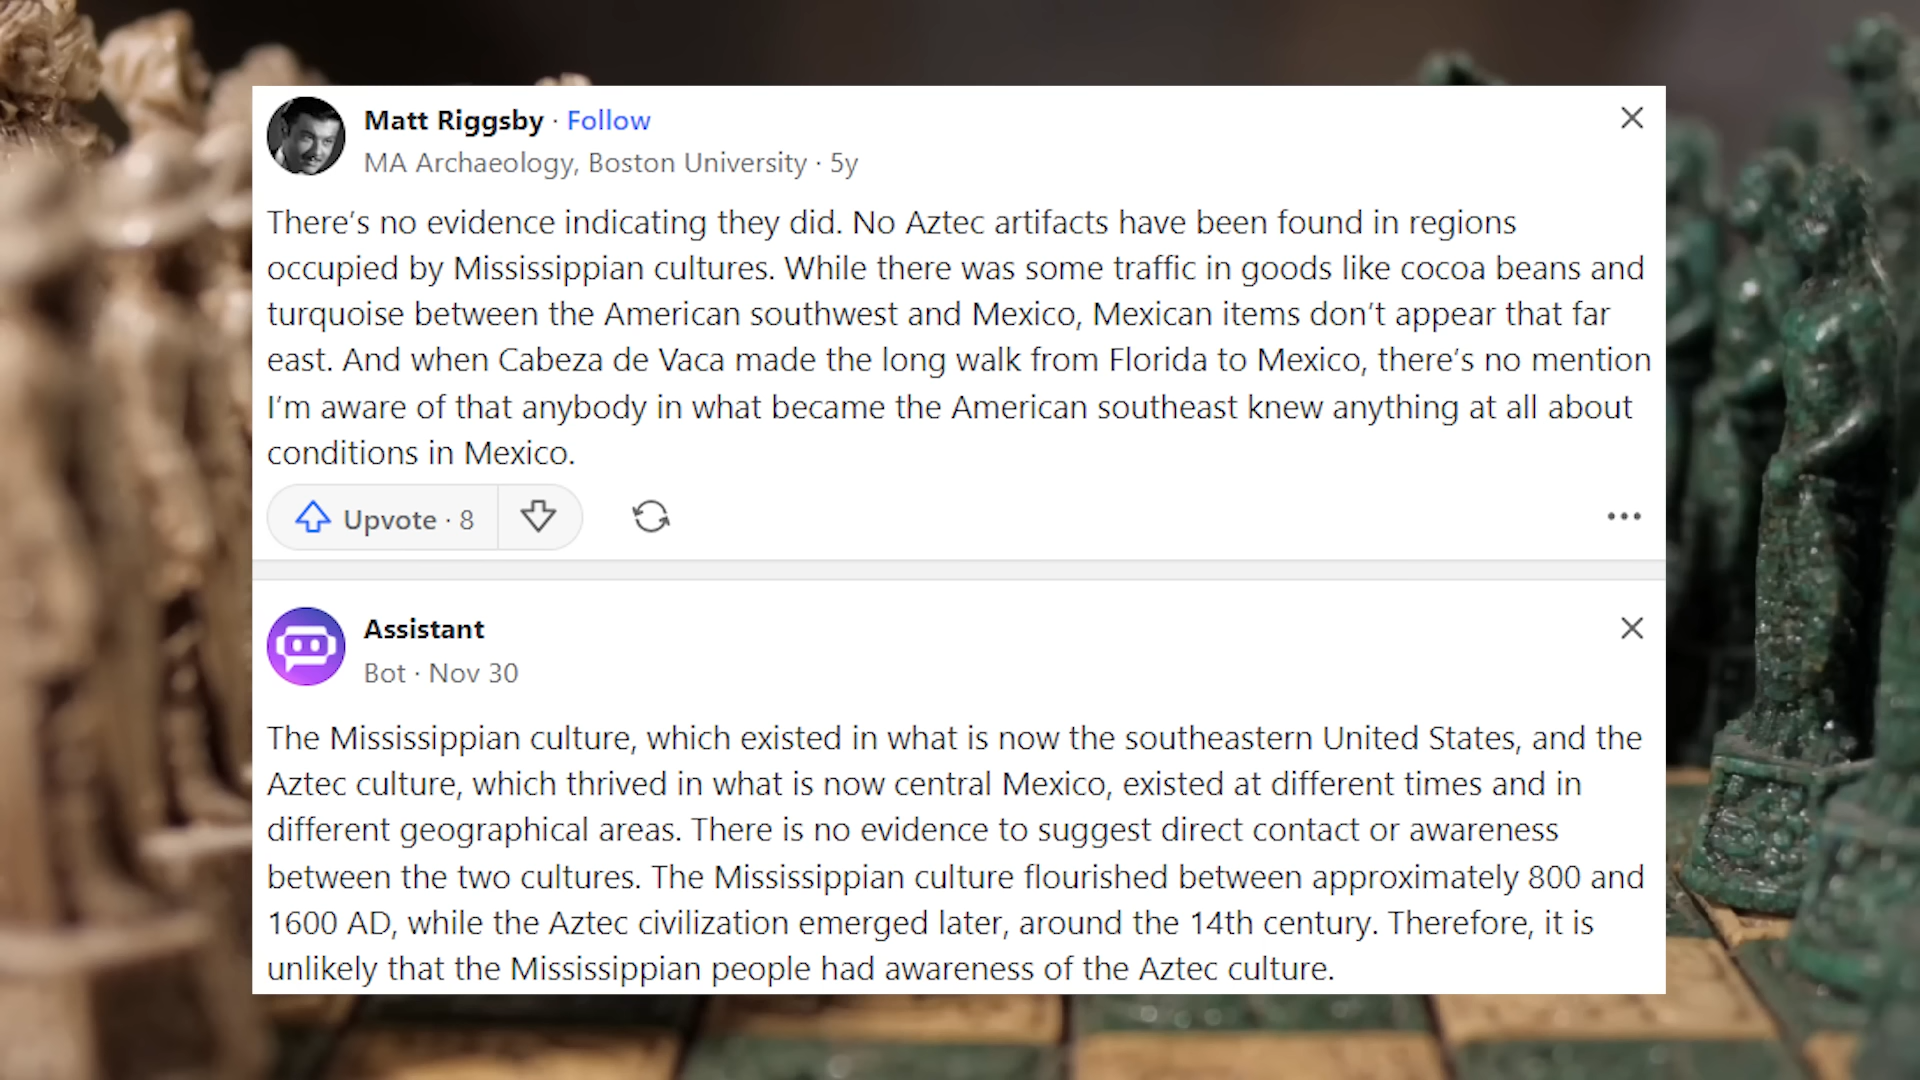 Matt Riggsby · Follow
MA Archaeology, Boston University · 5y
There’s no evidence indicating they did. No Aztec artifacts have been found in regions
occupied by Mississippian cultures. While there was some traffic in goods like cocoa beans and
turquoise between the American southwest and Mexico, Mexican items don’t appear that far
east. And when Cabeza de Vaca made the long walk from Florida to Mexico, there’s no mention
I’m aware of that anybody in what became the American southeast knew anything at all about
conditions in Mexico.
Upvote · 8
Assistant
Bot · Nov 30
The Mississippian culture, which existed in what is now the southeastern United States, and the
Aztec culture, which thrived in what is now central Mexico, existed at different times and in
different geographical areas. There is no evidence to suggest direct contact or awareness
between the two cultures. The Mississippian culture flourished between approximately 800 and
1600 AD, while the Aztec civilization emerged later, around the 14th century. Therefore, it is
unlikely that the Mississippian people had awareness of the Aztec culture.